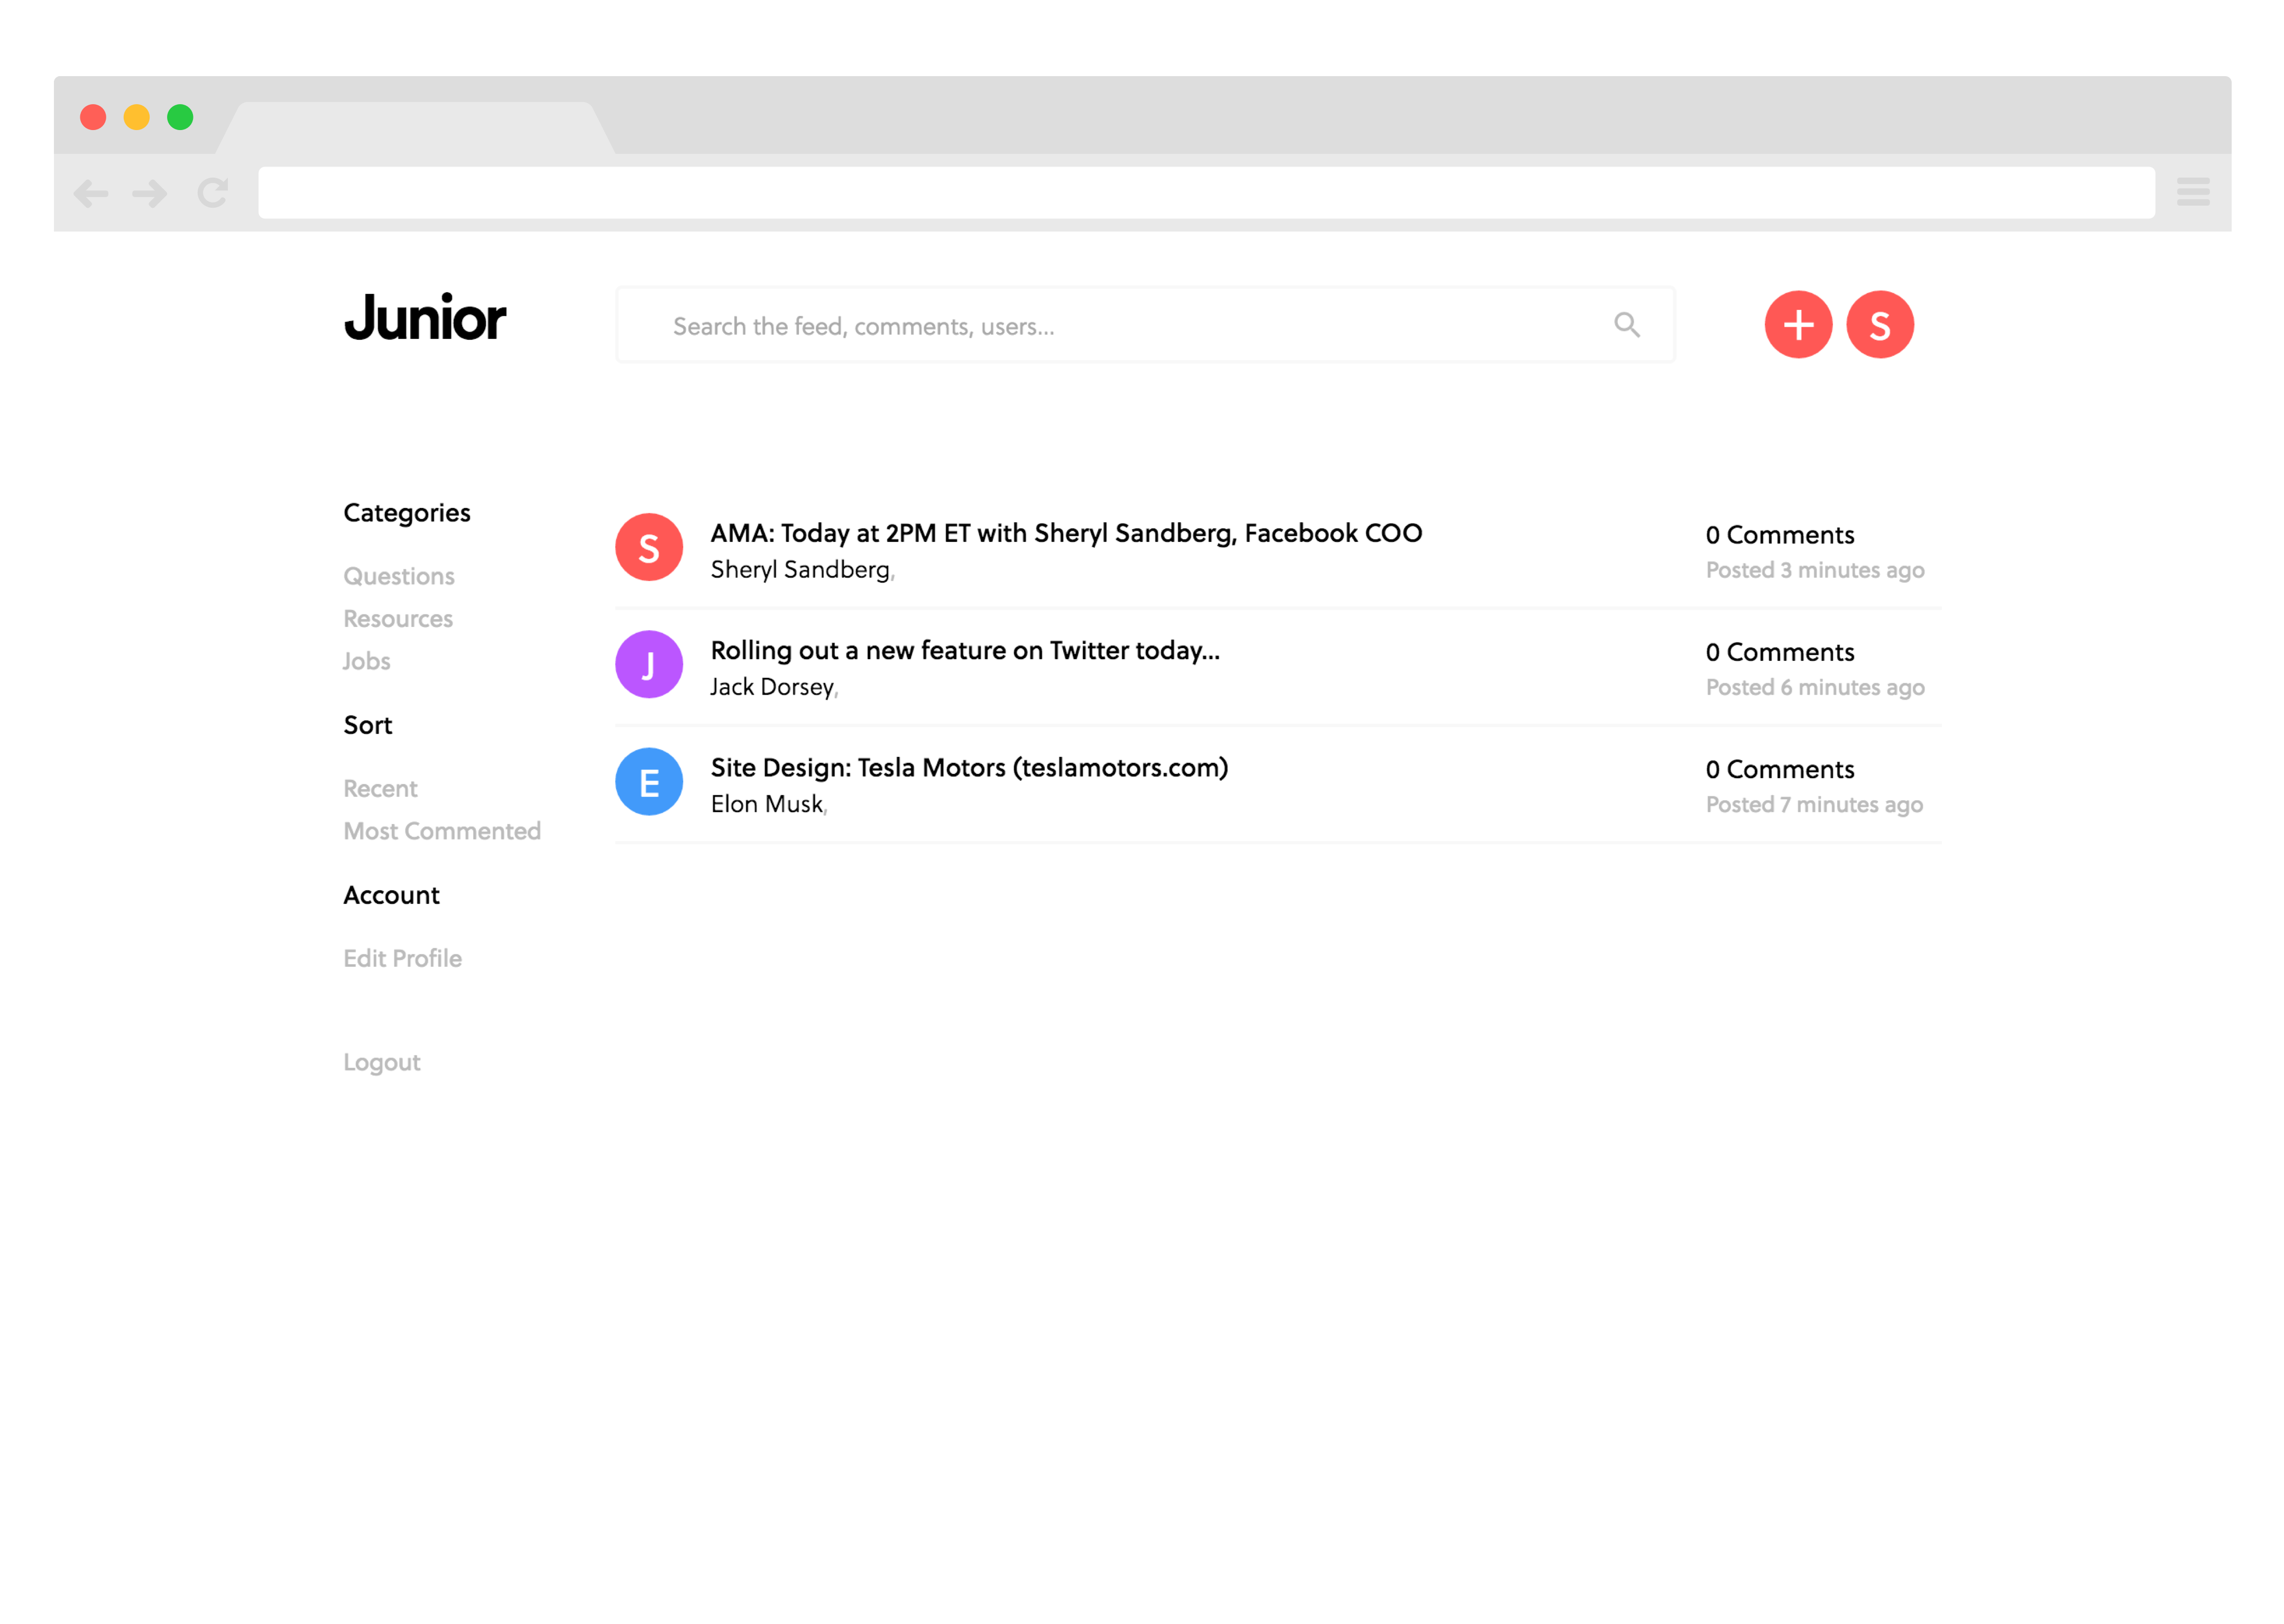 Junior
Search the feed, comments, users...
S
Categories
Questions
Resources
Jobs
Sort
Recent
Most Commented
Account
Edit Profile
Logout
S
AMA: Today at 2PM ET with Sheryl Sandberg, Facebook COO
Sheryl Sandberg,
0 Comments
Posted 3 minutes ago
J
Rolling out a new feature on Twitter today...
Jack Dorsey,
0 Comments
Posted 6 minutes ago
E
Site Design: Tesla Motors (teslamotors.com)
Elon Musk,
0 Comments
Posted 7 minutes ago